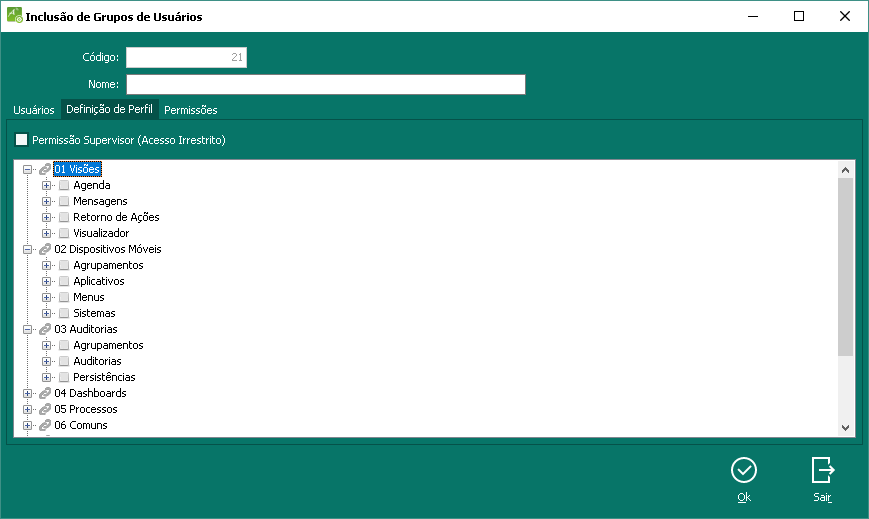 Inclusão de Grupos de Usuários
Código: 21
Nome:
Usuários Definição de Perfil Permissões
Permissão Supervisor (Acesso Irrestrito)
01 Visões
Agenda
Mensagens
Retorno de Ações
Visualizador
02 Dispositivos Móveis
Agrupamentos
Aplicativos
Menus
Sistemas
03 Auditorias
Agrupamentos
Auditorias
Persistências
04 Dashboards
05 Processos
06 Comuns
Ok Sair